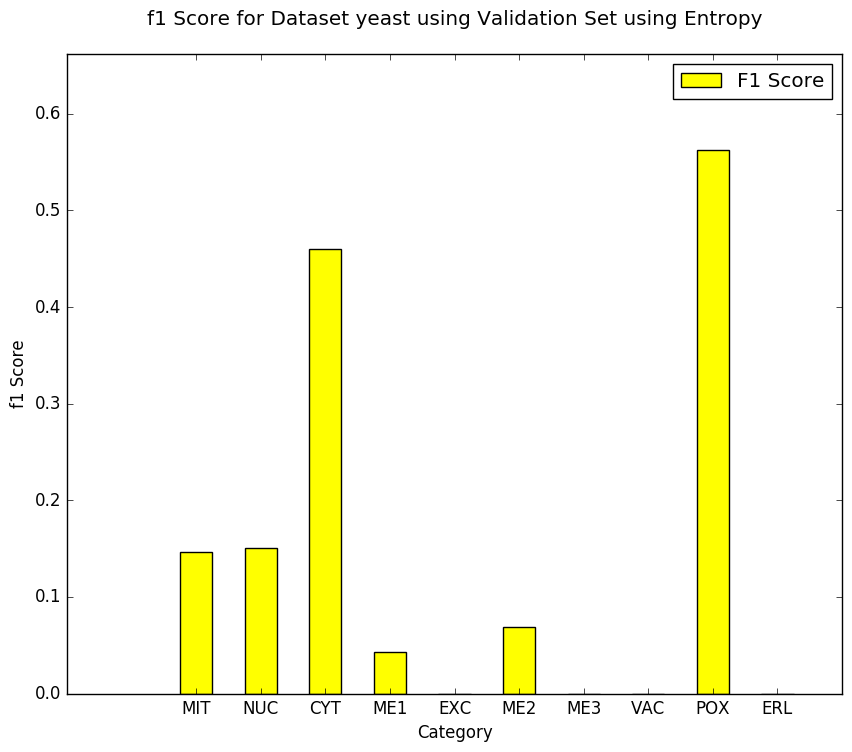 f1 Score for Dataset yeast using Validation Set using Entropy
F1 Score
0.6
0.5
0.4
0.3
0.2
0.1
0.0
f1 Score
MIT NUC CYT ME1 EXC ME2 ME3 VAC POX ERL
Category